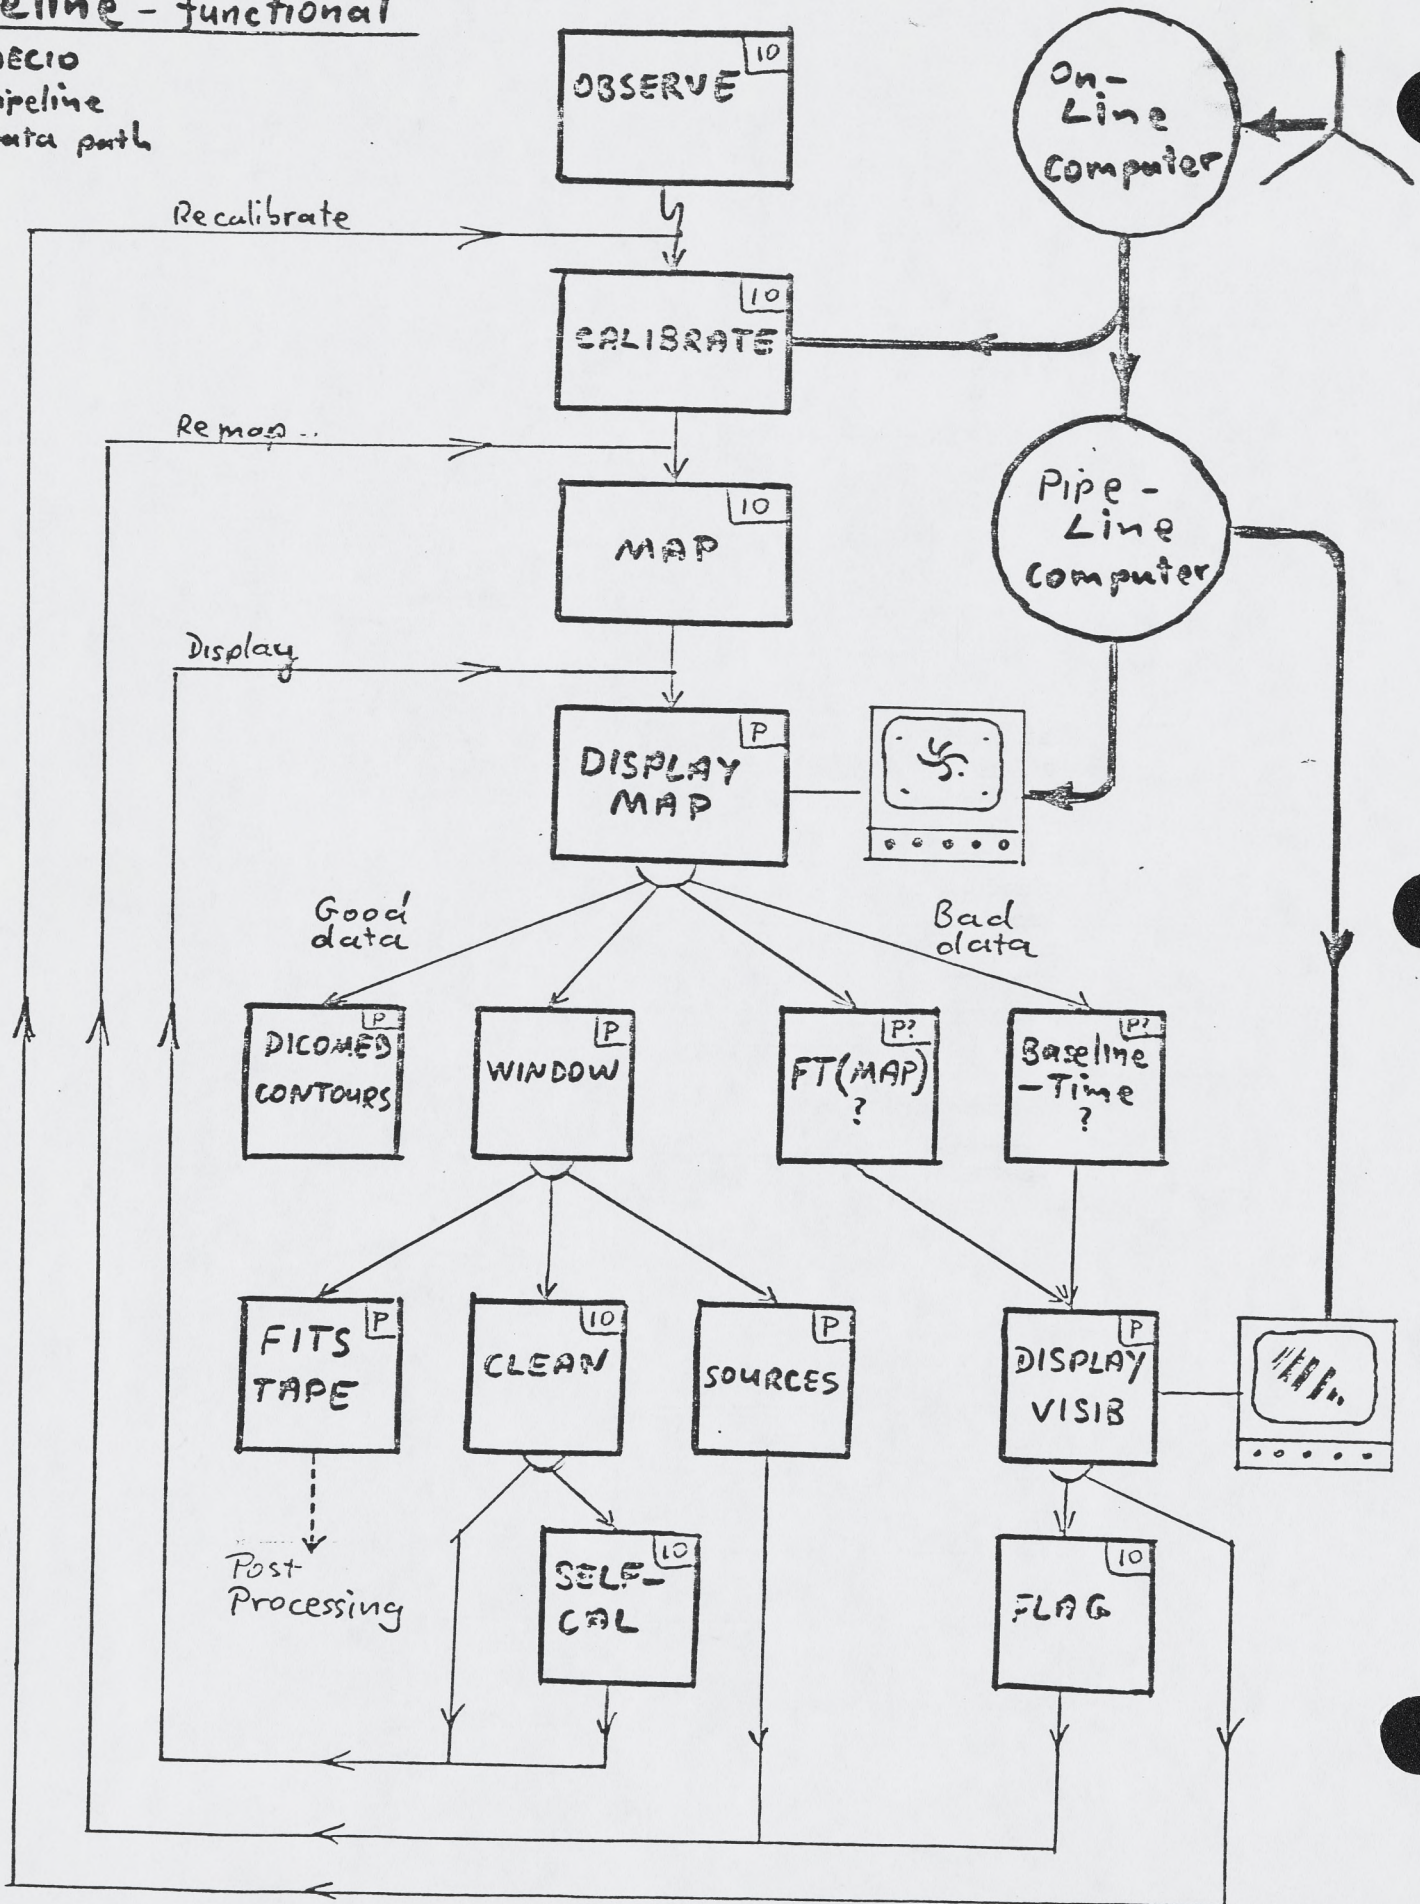 eline - functional
DEC10
ipeline
ata path
10
OBSERVE
On-
Line
Computer
Recalibrate
10
CALIBRATE
Remap..
10
MAP
Pipe-
Line
Computer
Display
P
DISPLAY
MAP
Good
data
Bad
data
P
DICOMED
CONTOURS
P
WINDOW
P?
FT(MAP)
?
P?
Baseline
-Time
?
P
FITS
TAPE
10
CLEAN
P
SOURCES
P
DISPLAY
VISIB
Post
Processing
10
SELF-
CAL
10
FLAG